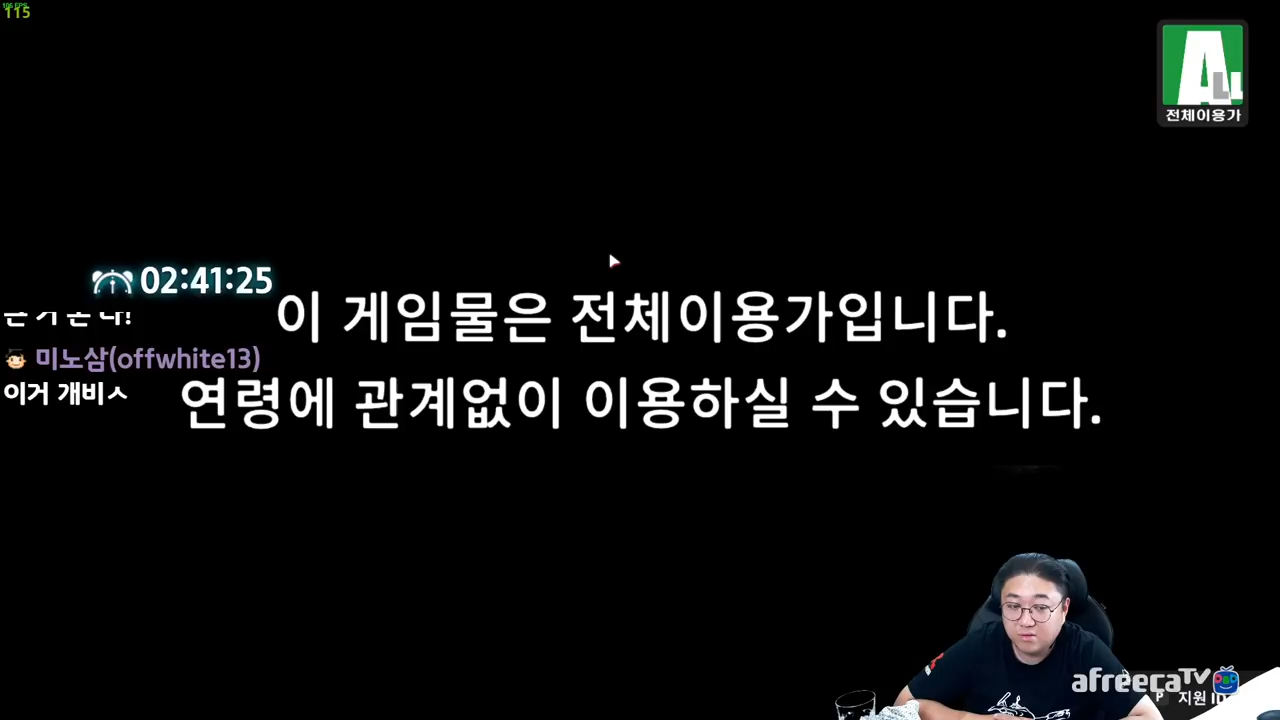 115
ALL
전체이용가
02:41:25
이 게임물은 전체이용가입니다.
미노삼(offwhite13)
이거 개비ㅅ
연령에 관계없이 이용하실 수 있습니다.
afreecaTV
P 지원 ID